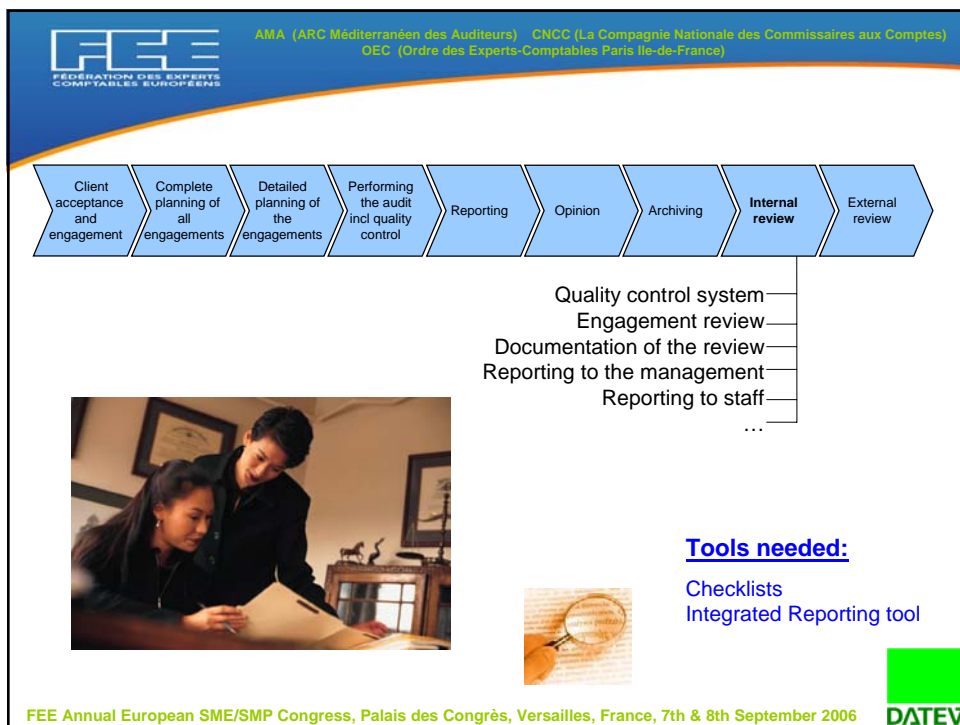 AMA (ARC Méditerranéen des Auditeurs) CNCC (La Compagnie Nationale des Commissaires aux Comptes)
OEC (Ordre des Experts-Comptables Paris Ile-de-France)
FEE
FÉDÉRATION DES EXPERTS
COMPTABLES EUROPÉENS
Client
acceptance
and
engagement
Complete
planning of
all
engagements
Detailed
planning of
the
engagements
Performing
the audit
incl quality
control
Reporting
Opinion
Archiving
Internal
review
External
review
Quality control system
Engagement review
Documentation of the review
Reporting to the management
Reporting to staff
…
Tools needed:
Checklists
Integrated Reporting tool
FEE Annual European SME/SMP Congress, Palais des Congrès, Versailles, France, 7th & 8th September 2006
DATEV